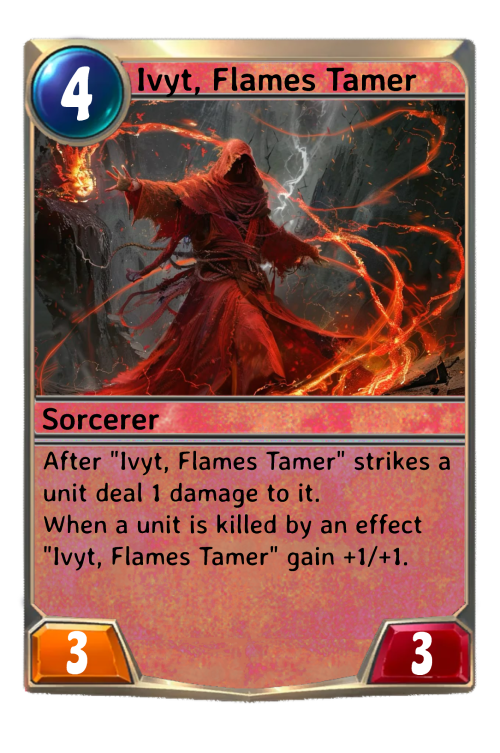 4
Ivyt, Flames Tamer
Sorcerer
After "Ivyt, Flames Tamer" strikes a
unit deal 1 damage to it.
When a unit is killed by an effect
"Ivyt, Flames Tamer" gain +1/+1.
3
3